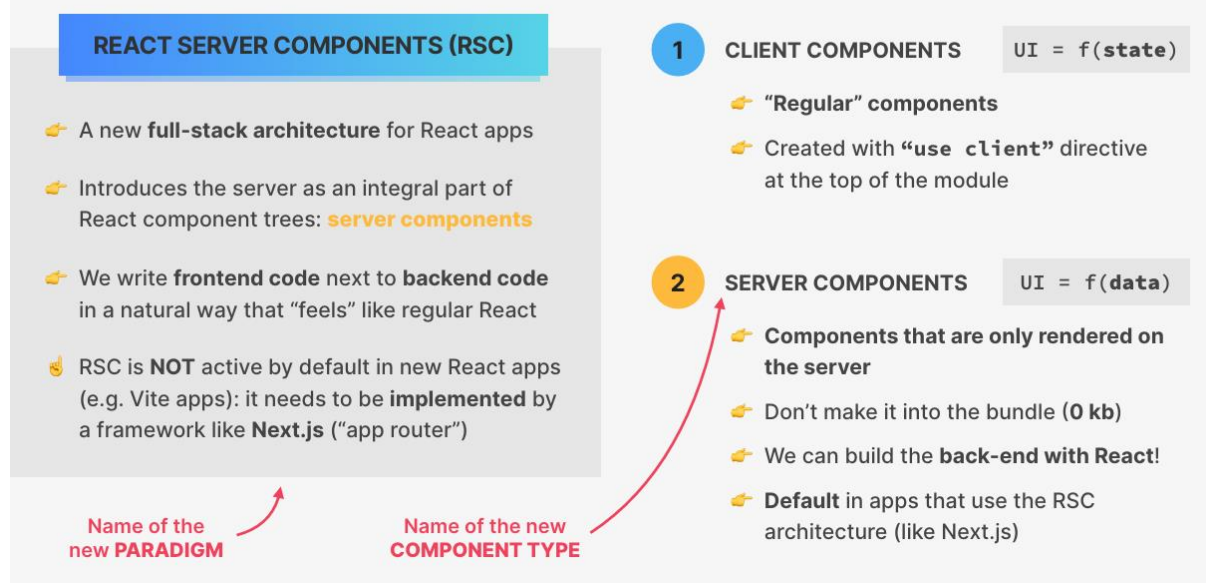 REACT SERVER COMPONENTS (RSC)
👉 A new full-stack architecture for React apps
👉 Introduces the server as an integral part of
React component trees: server components
👉 We write frontend code next to backend code
in a natural way that “feels” like regular React
☝️ RSC is NOT active by default in new React apps
(e.g. Vite apps): it needs to be implemented by
a framework like Next.js (“app router”)
Name of the
new PARADIGM
1 CLIENT COMPONENTS UI = f(state)
👉 “Regular” components
👉 Created with “use client” directive
at the top of the module
2 SERVER COMPONENTS UI = f(data)
👉 Components that are only rendered on
the server
👉 Don’t make it into the bundle (0 kb)
👉 We can build the back-end with React!
👉 Default in apps that use the RSC
architecture (like Next.js)
Name of the new
COMPONENT TYPE